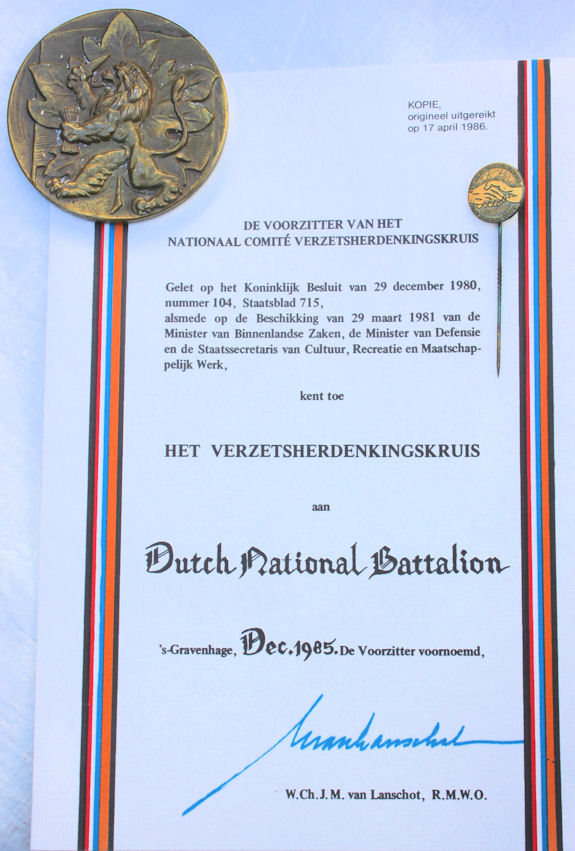 KOPIE,
origineel uitgereikt
op 17 april 1986.
DE VOORZITTER VAN HET
NATIONAAL COMITÉ VERZETSHERDENKINGSKRUIS
Gelet op het Koninklijk Besluit van 29 december 1980,
nummer 104, Staatsblad 715,
alsmede op de Beschikking van 29 maart 1981 van de
Minister van Binnenlandse Zaken, de Minister van Defensie
en de Staatssecretaris van Cultuur, Recreatie en Maatschap-
pelijk Werk,
kent toe
HET VERZETSHERDENKINGSKRUIS
aan
Dutch National Battalion
's-Gravenhage, Dec. 1985. De Voorzitter voornoemd,
W.Ch.J.M. van Lanschot, R.M.W.O.